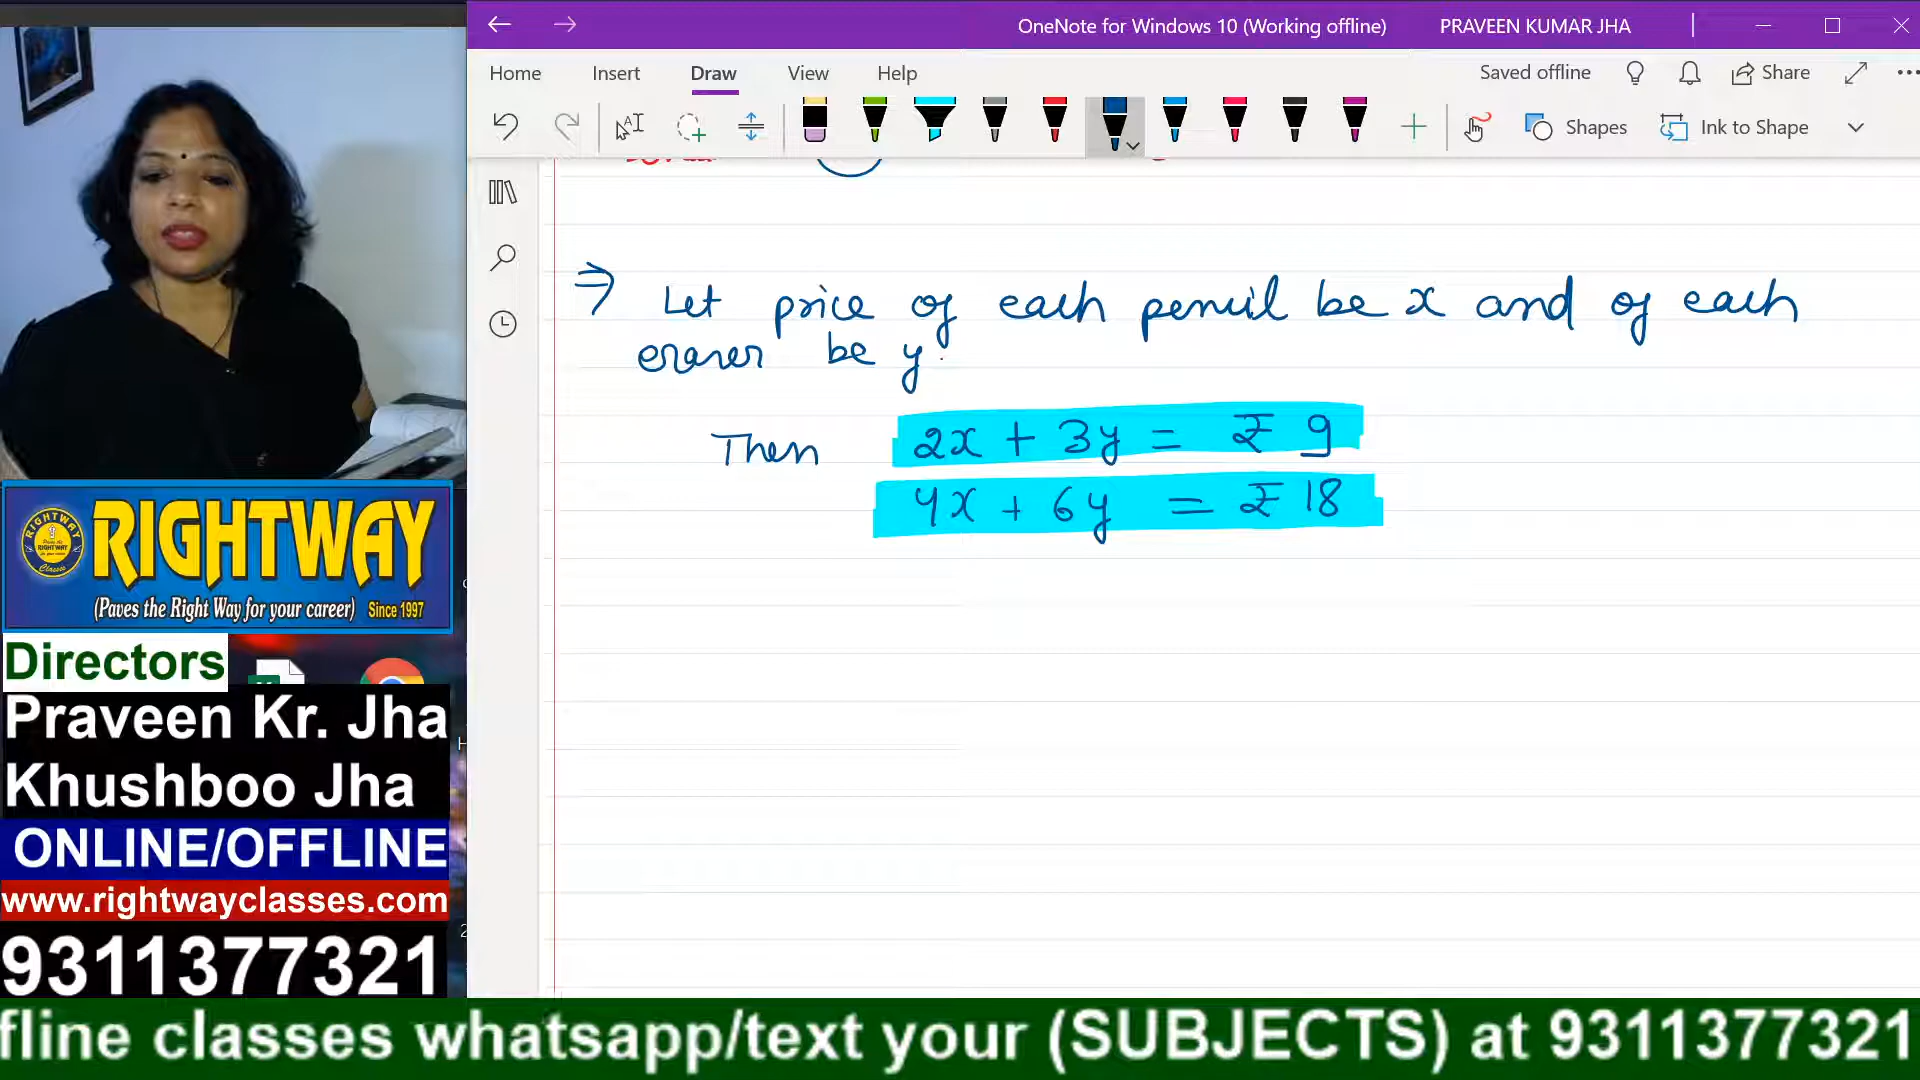 OneNote for Windows 10 (Working offline)
PRAVEEN KUMAR JHA
Home Insert Draw View Help
Saved offline
Share
Shapes
Ink to Shape
⇒ Let price of each pencil be x and of each
eraser be y.
Then 2x + 3y = ₹ 9
4x + 6y = ₹ 18
RIGHTWAY
(Paves the Right Way for your career) Since 1997
Directors
Praveen Kr. Jha
Khushboo Jha
ONLINE/OFFLINE
www.rightwayclasses.com
9311377321
fline classes whatsapp/text your (SUBJECTS) at 9311377321